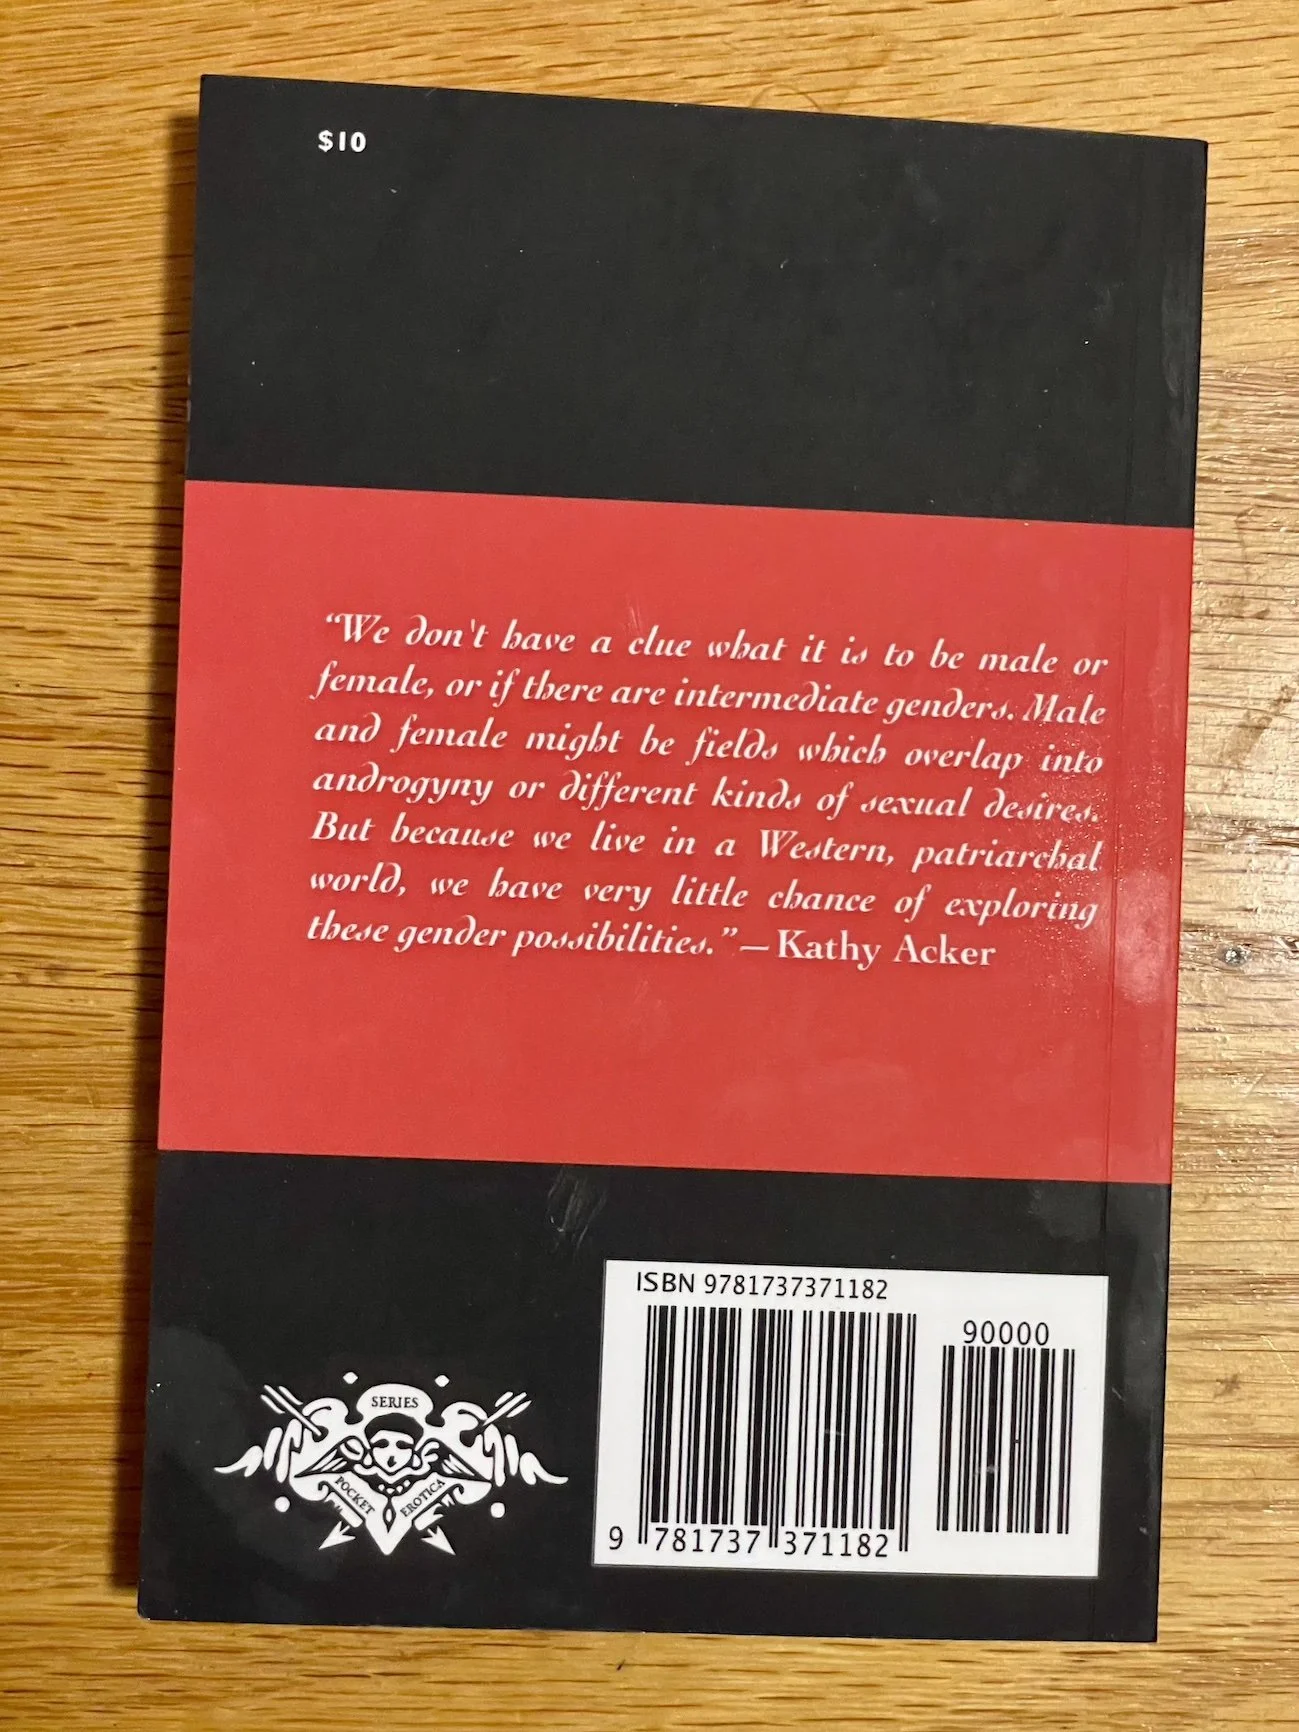 $10
“We don't have a clue what it is to be male or
female, or if there are intermediate genders. Male
and female might be fields which overlap into
androgyny or different kinds of sexual desires.
But because we live in a Western, patriarchal
world, we have very little chance of exploring
these gender possibilities.”—Kathy Acker
SERIES
POCKET EROTICA
ISBN 9781737371182
90000
9 781737 371182